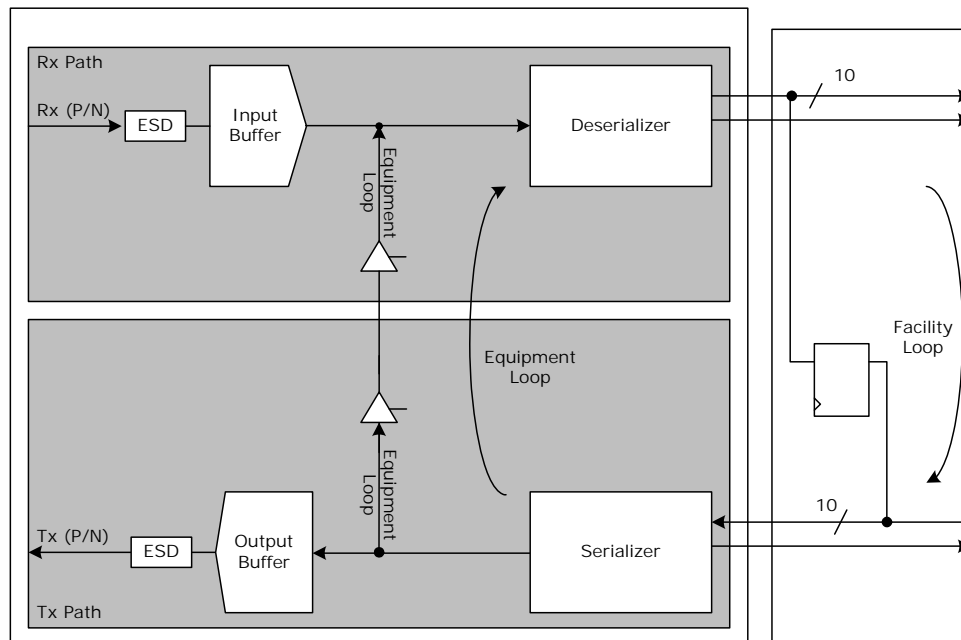 Rx Path
10
Rx (P/N)
ESD
Input
Buffer
Deserializer
Equipment
Loop
Equipment
Loop
Facility
Loop
Equipment
Loop
10
Tx (P/N)
ESD
Output
Buffer
Serializer
Tx Path